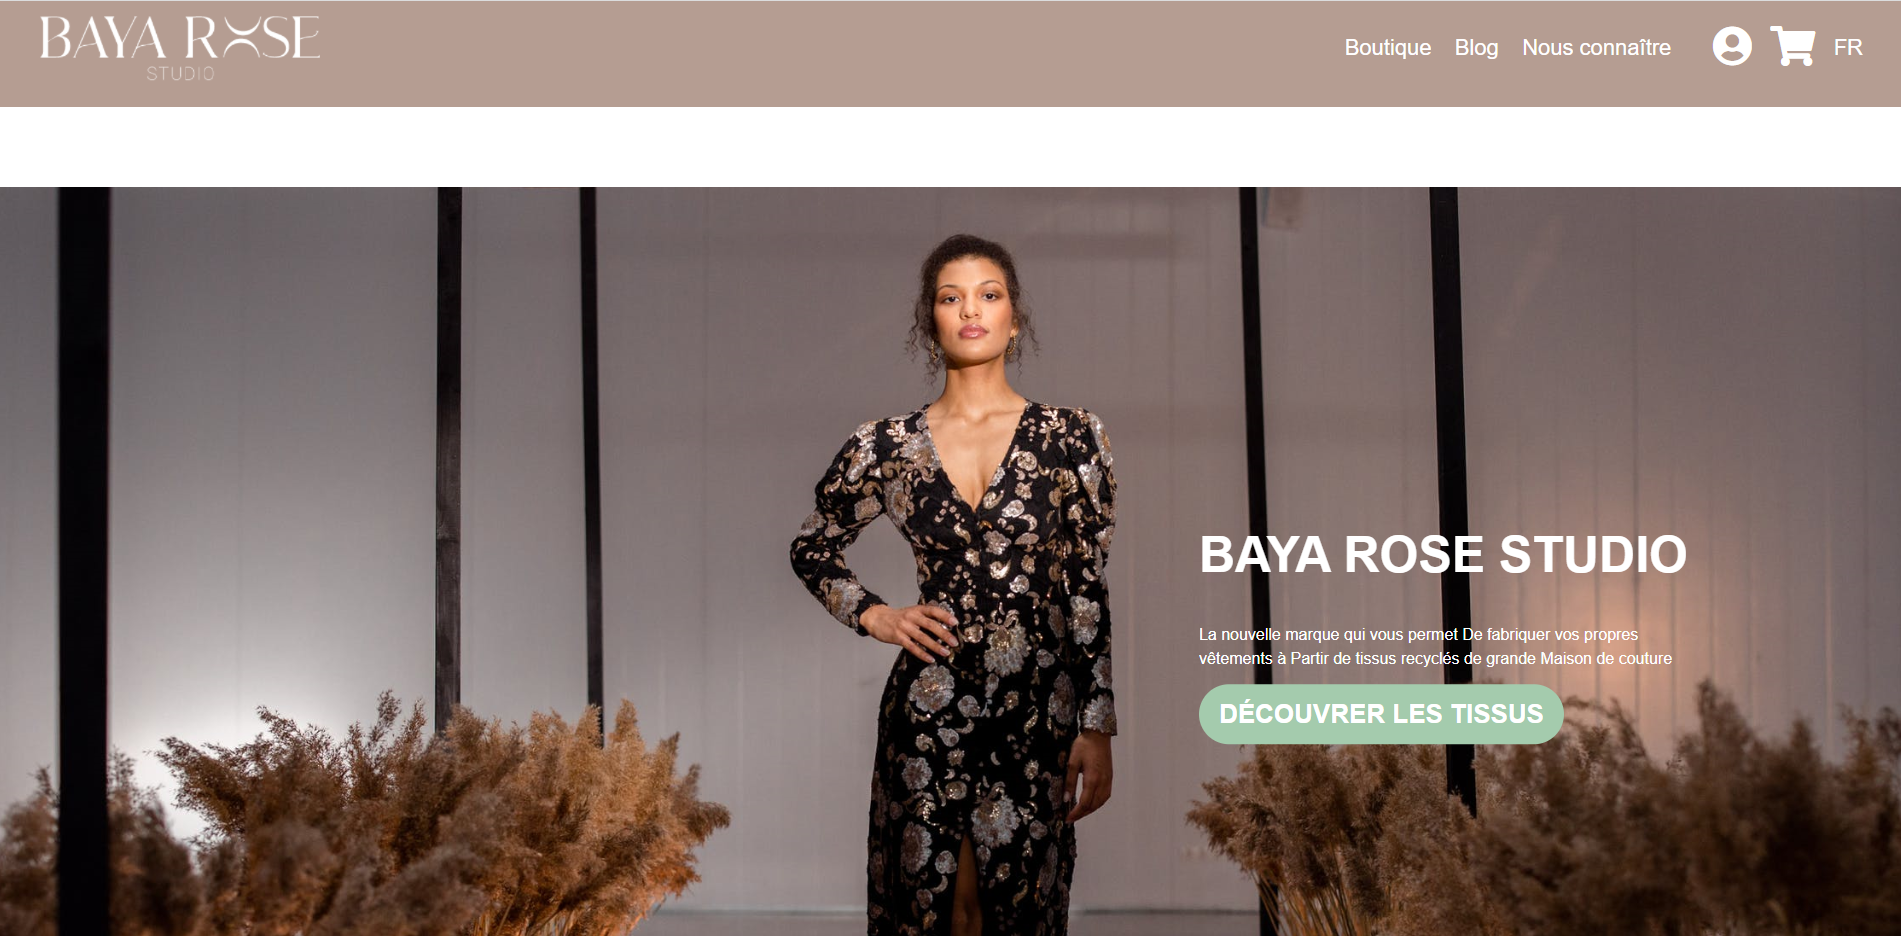 BAYA ROSE
STUDIO
Boutique Blog Nous connaître FR
BAYA ROSE STUDIO
La nouvelle marque qui vous permet De fabriquer vos propres
vêtements à Partir de tissus recyclés de grande Maison de couture
DÉCOUVRER LES TISSUS